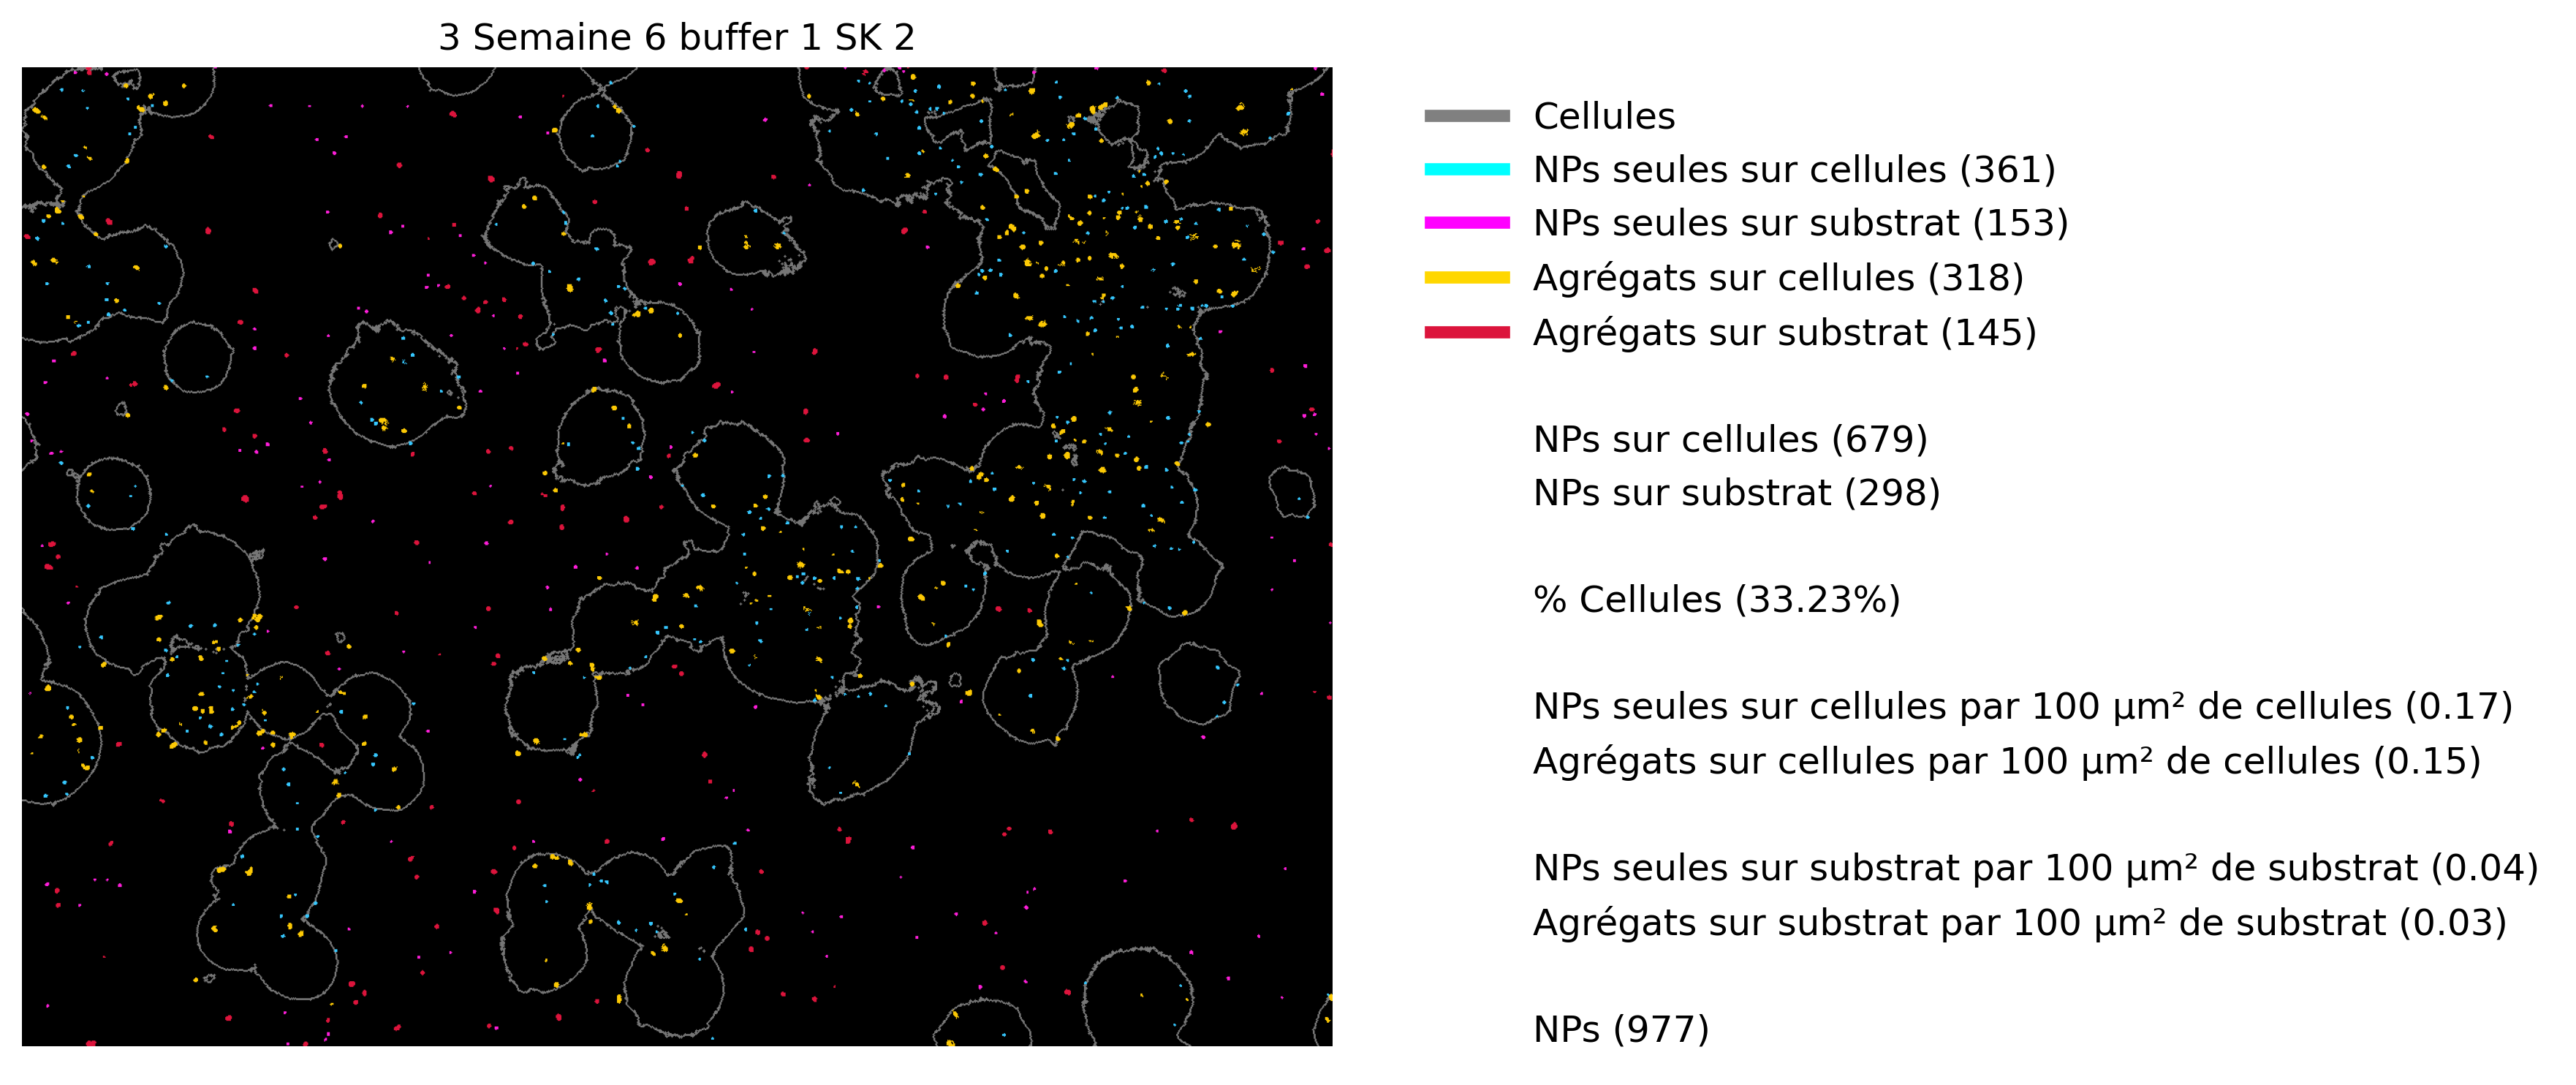 3 Semaine 6 buffer 1 SK 2
Cellules
NPs seules sur cellules (361)
NPs seules sur substrat (153)
Agrégats sur cellules (318)
Agrégats sur substrat (145)
NPs sur cellules (679)
NPs sur substrat (298)
% Cellules (33.23%)
NPs seules sur cellules par 100 µm² de cellules (0.17)
Agrégats sur cellules par 100 µm² de cellules (0.15)
NPs seules sur substrat par 100 µm² de substrat (0.04)
Agrégats sur substrat par 100 µm² de substrat (0.03)
NPs (977)